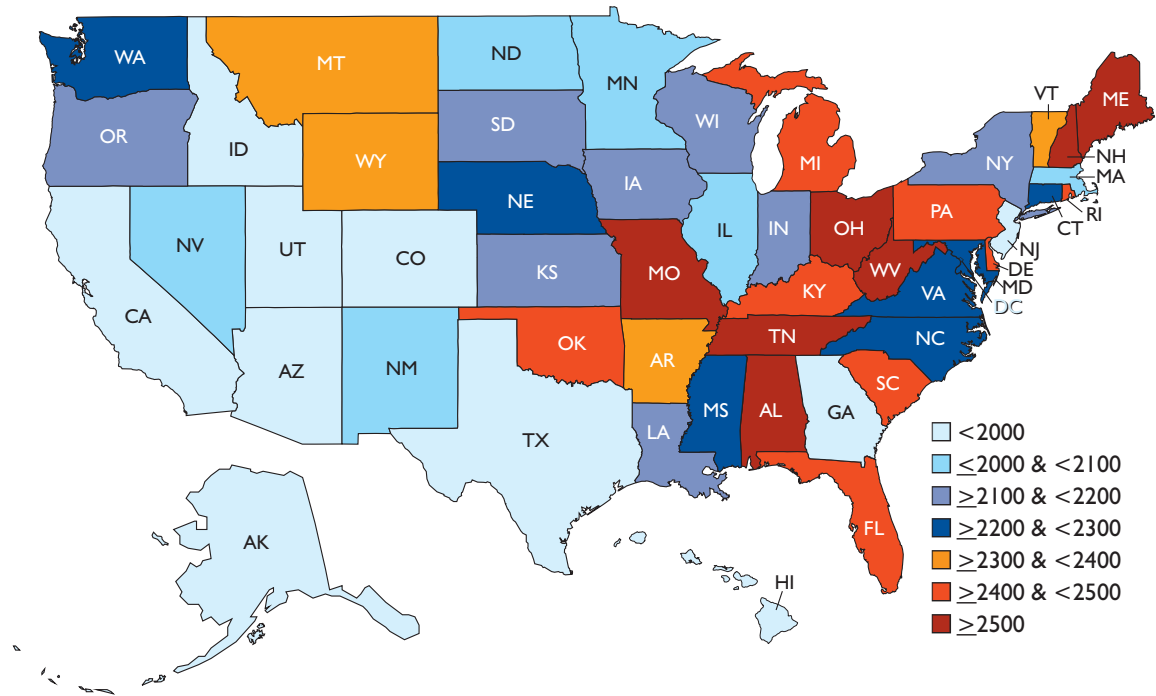 WA
MT
ND
MN
VT
ME
OR
ID
SD
WI
WY
MI
NY
NH
MA
IA
NE
PA
RI
CT
NV
UT
CO
IL
IN
OH
NJ
KS
MO
WV
DE
MD
VA
DC
KY
CA
NC
TN
OK
AZ
NM
AR
SC
MS
AL
GA
LA
TX
FL
AK
HI
<2000
≤2000 & <2100
≥2100 & <2200
≥2200 & <2300
≥2300 & <2400
≥2400 & <2500
≥2500